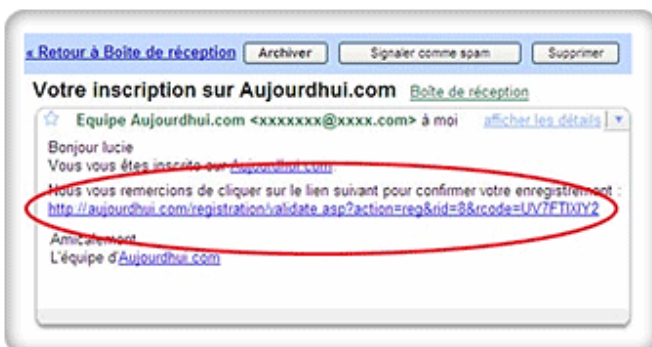 « Retour à Boîte de réception Archiver Signaler comme spam Supprimer
Votre inscription sur Aujourdhui.com Boîte de réception
Equipe Aujourdhui.com <xxxxxxx@xxxx.com> à moi afficher les détails
Bonjour lucie
Vous vous êtes inscrite sur Aujourdhui.com.
Nous vous remercions de cliquer sur le lien suivant pour confirmer votre enregistrement :
http://aujourdhui.com/registration/validate.asp?action=reg&rid=8&rcode=
Amicalement
L'équipe d'Aujourdhui.com